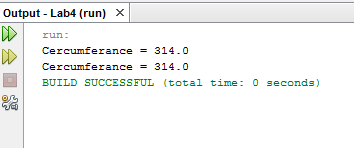 Output - Lab4 (run) X
run:
Cercumferance = 314.0
Cercumferance = 314.0
BUILD SUCCESSFUL (total time: 0 seconds)